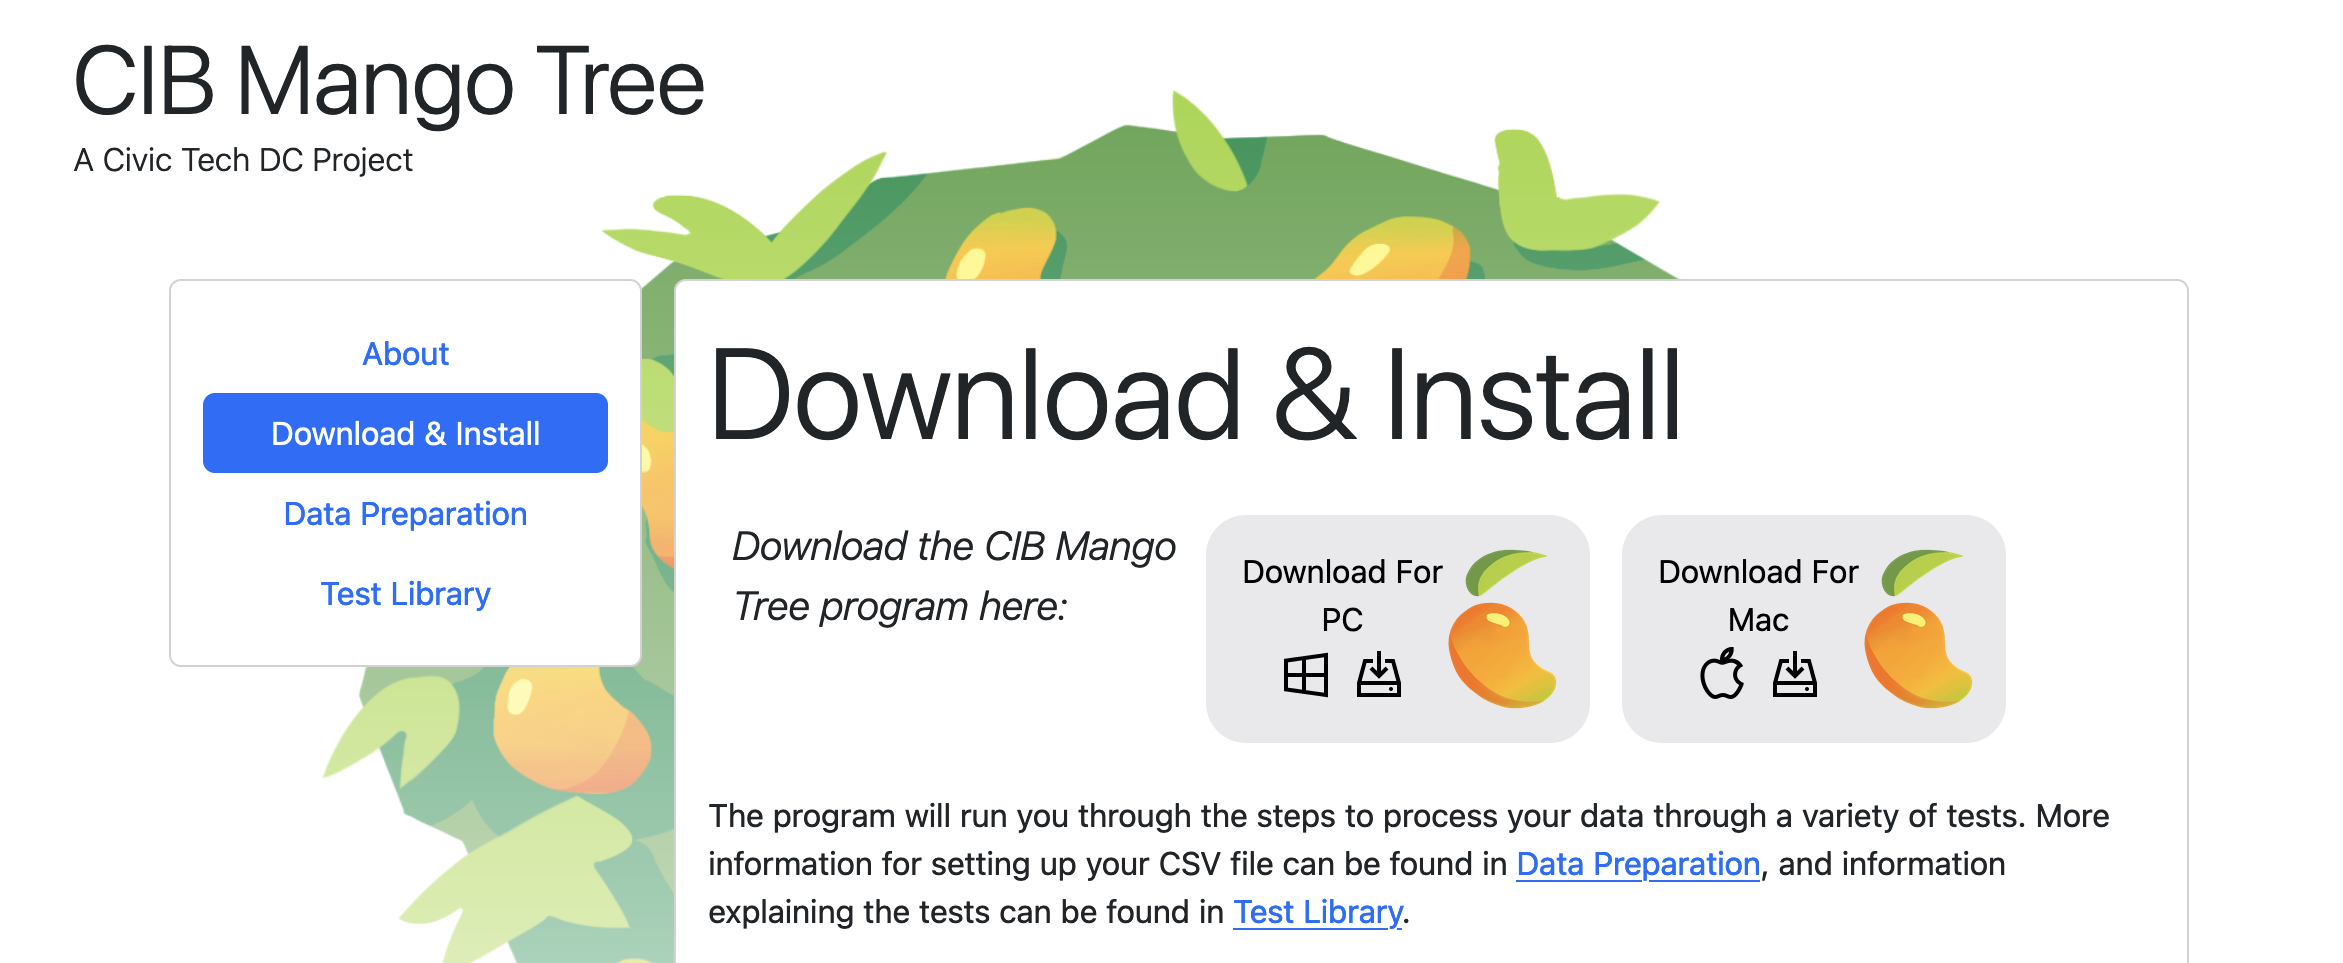 CIB Mango Tree
A Civic Tech DC Project
About
Download & Install
Data Preparation
Test Library
Download & Install
Download the CIB Mango
Tree program here:
Download For
PC
Download For
Mac
The program will run you through the steps to process your data through a variety of tests. More
information for setting up your CSV file can be found in Data Preparation, and information
explaining the tests can be found in Test Library.